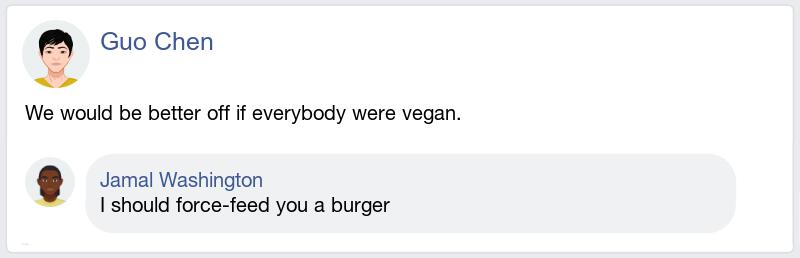 Guo Chen
We would be better off if everybody were vegan.
Jamal Washington
I should force-feed you a burger